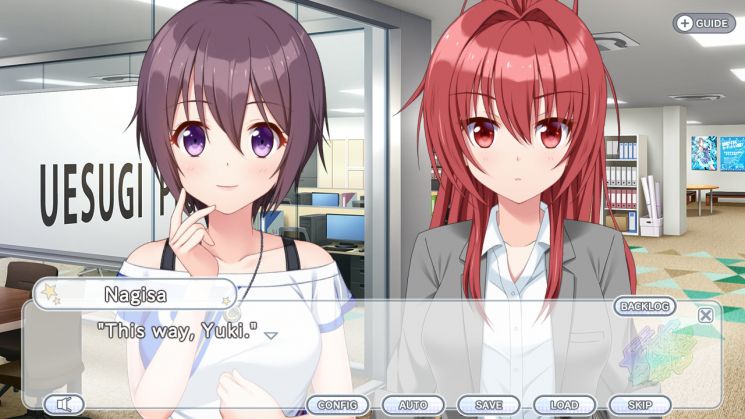 GUIDE
UESUGI P
Nagisa
BACKLOG
"This way, Yuki."
CONFIG
AUTO
SAVE
LOAD
SKIP